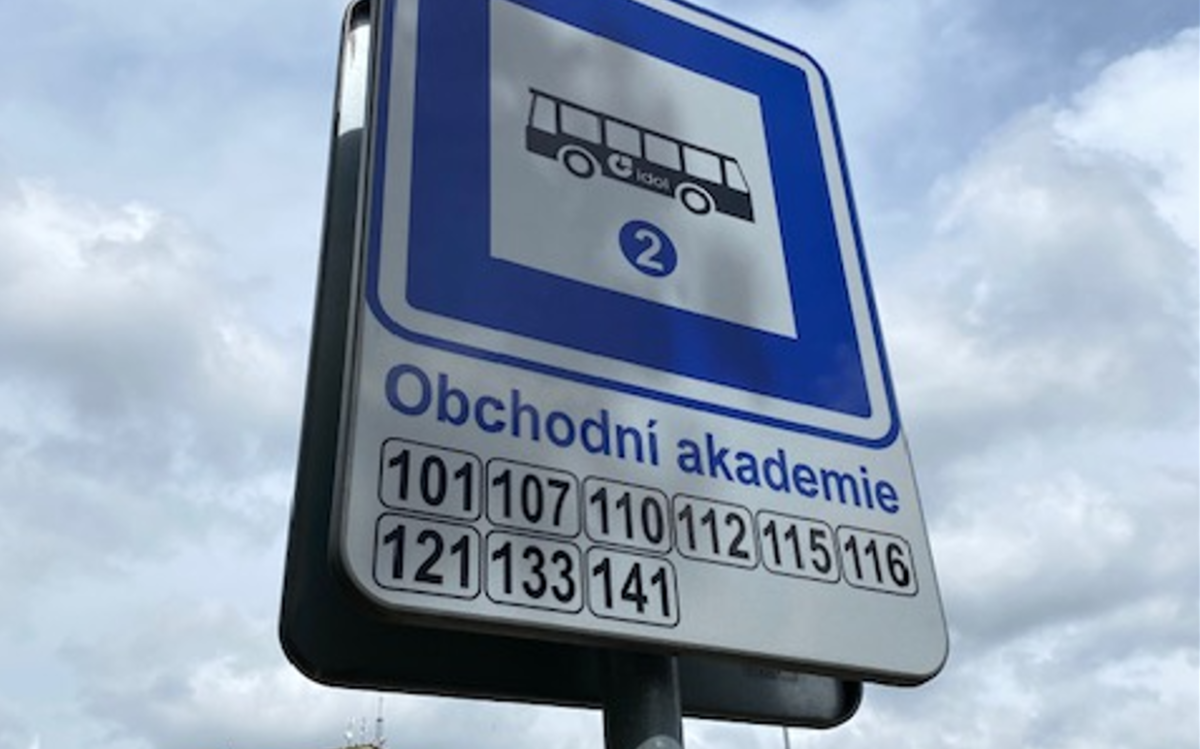 idol
2
Obchodní akademie
101 107 110 112 115 116
121 133 141